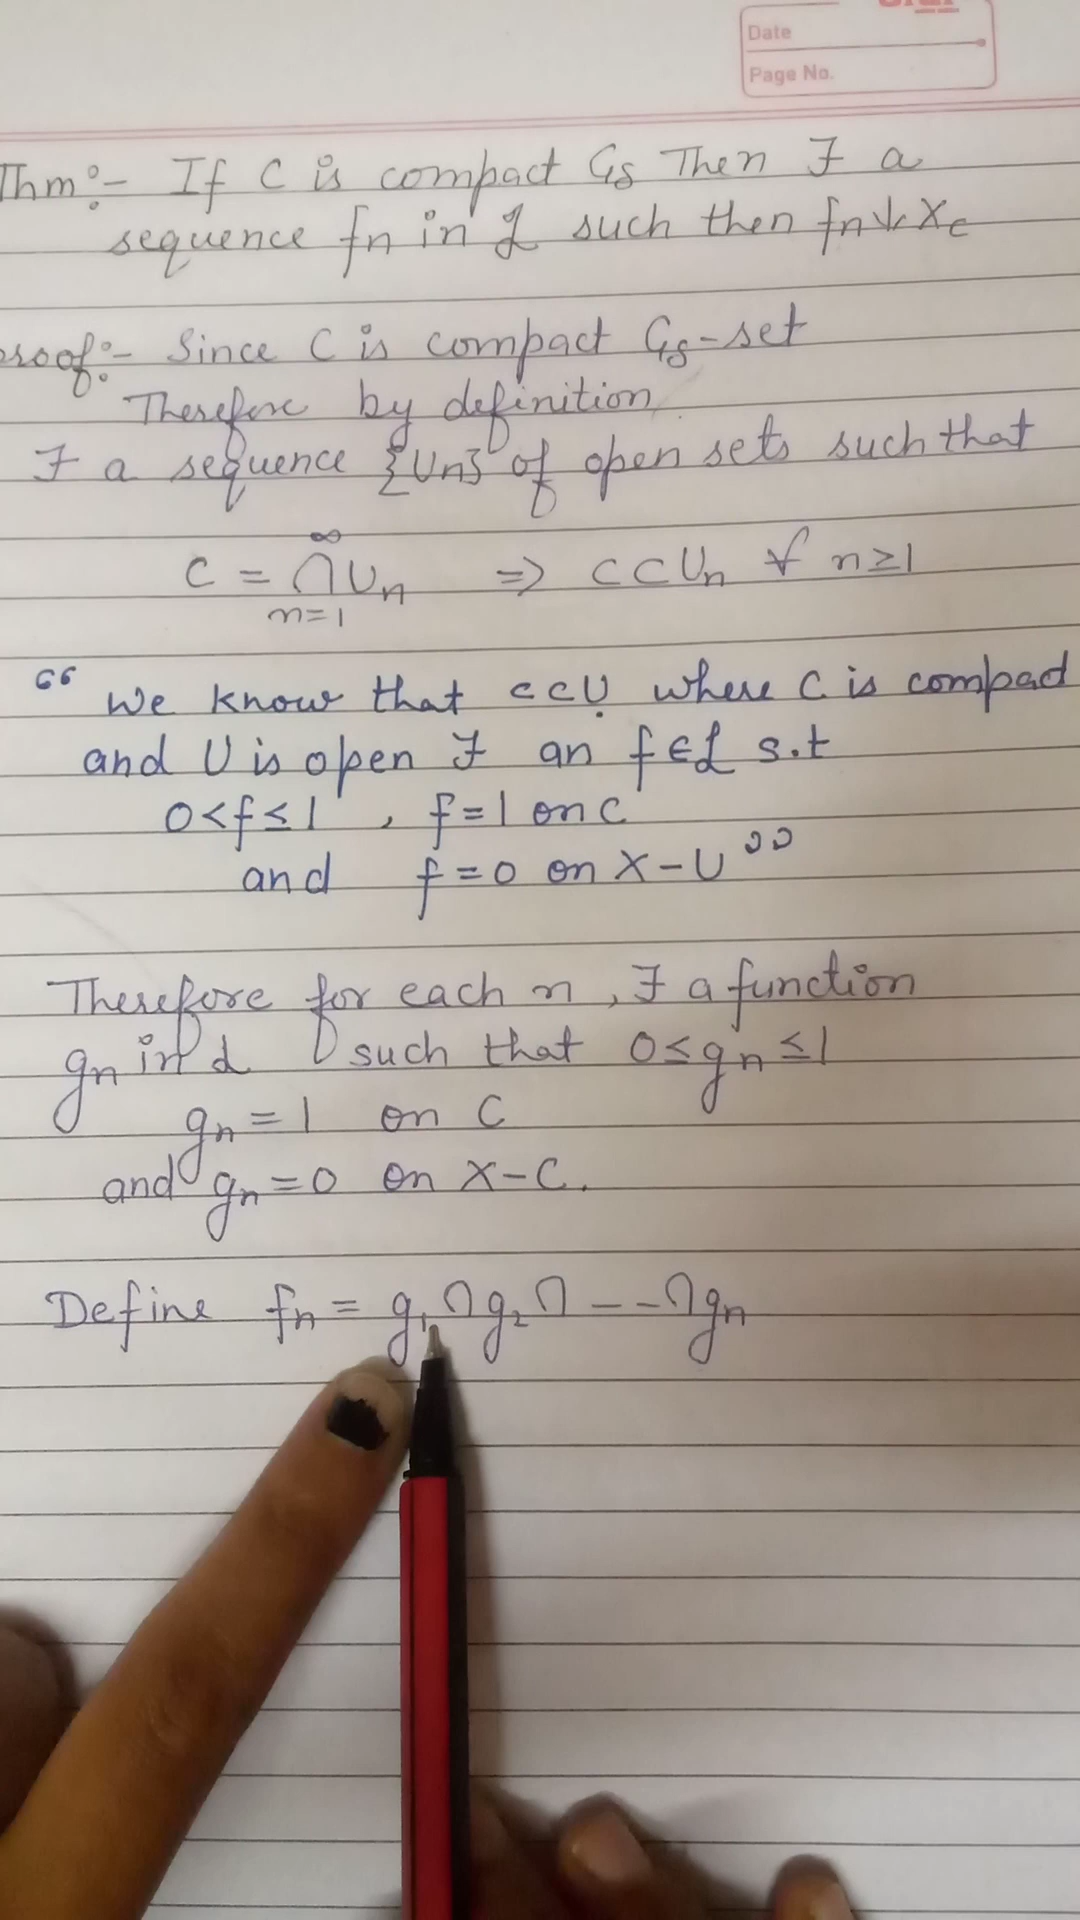 Date
Page No.
Thm:- If C is compact Gδ Then ∃ a
sequence fn in L such then fn↓χc
proof:- Since C is compact Gδ-set
Therefore by definition
∃ a sequence {Un} of open sets such that
C = ∞ ∩ n=1 Un ⇒ C⊂Un ∀ n≥1
“ We know that C⊂U where C is compact
and U is open ∃ an f∈L s.t
0<f≤1 , f=1 on C
and f=0 on X-U ”
Therefore for each n, ∃ a function
gn in L such that 0≤gn≤1
gn=1 on C
and gn=0 on X-C.
Define fn = g1∩g2∩---∩gn